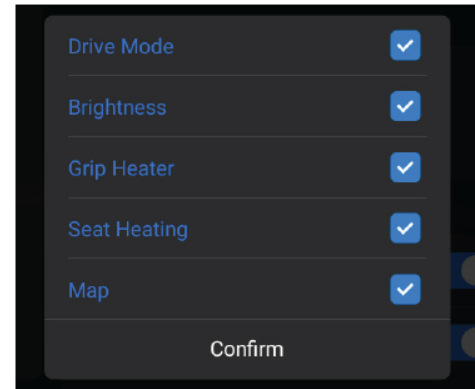 Drive Mode
Brightness
Grip Heater
Seat Heating
Map
Confirm